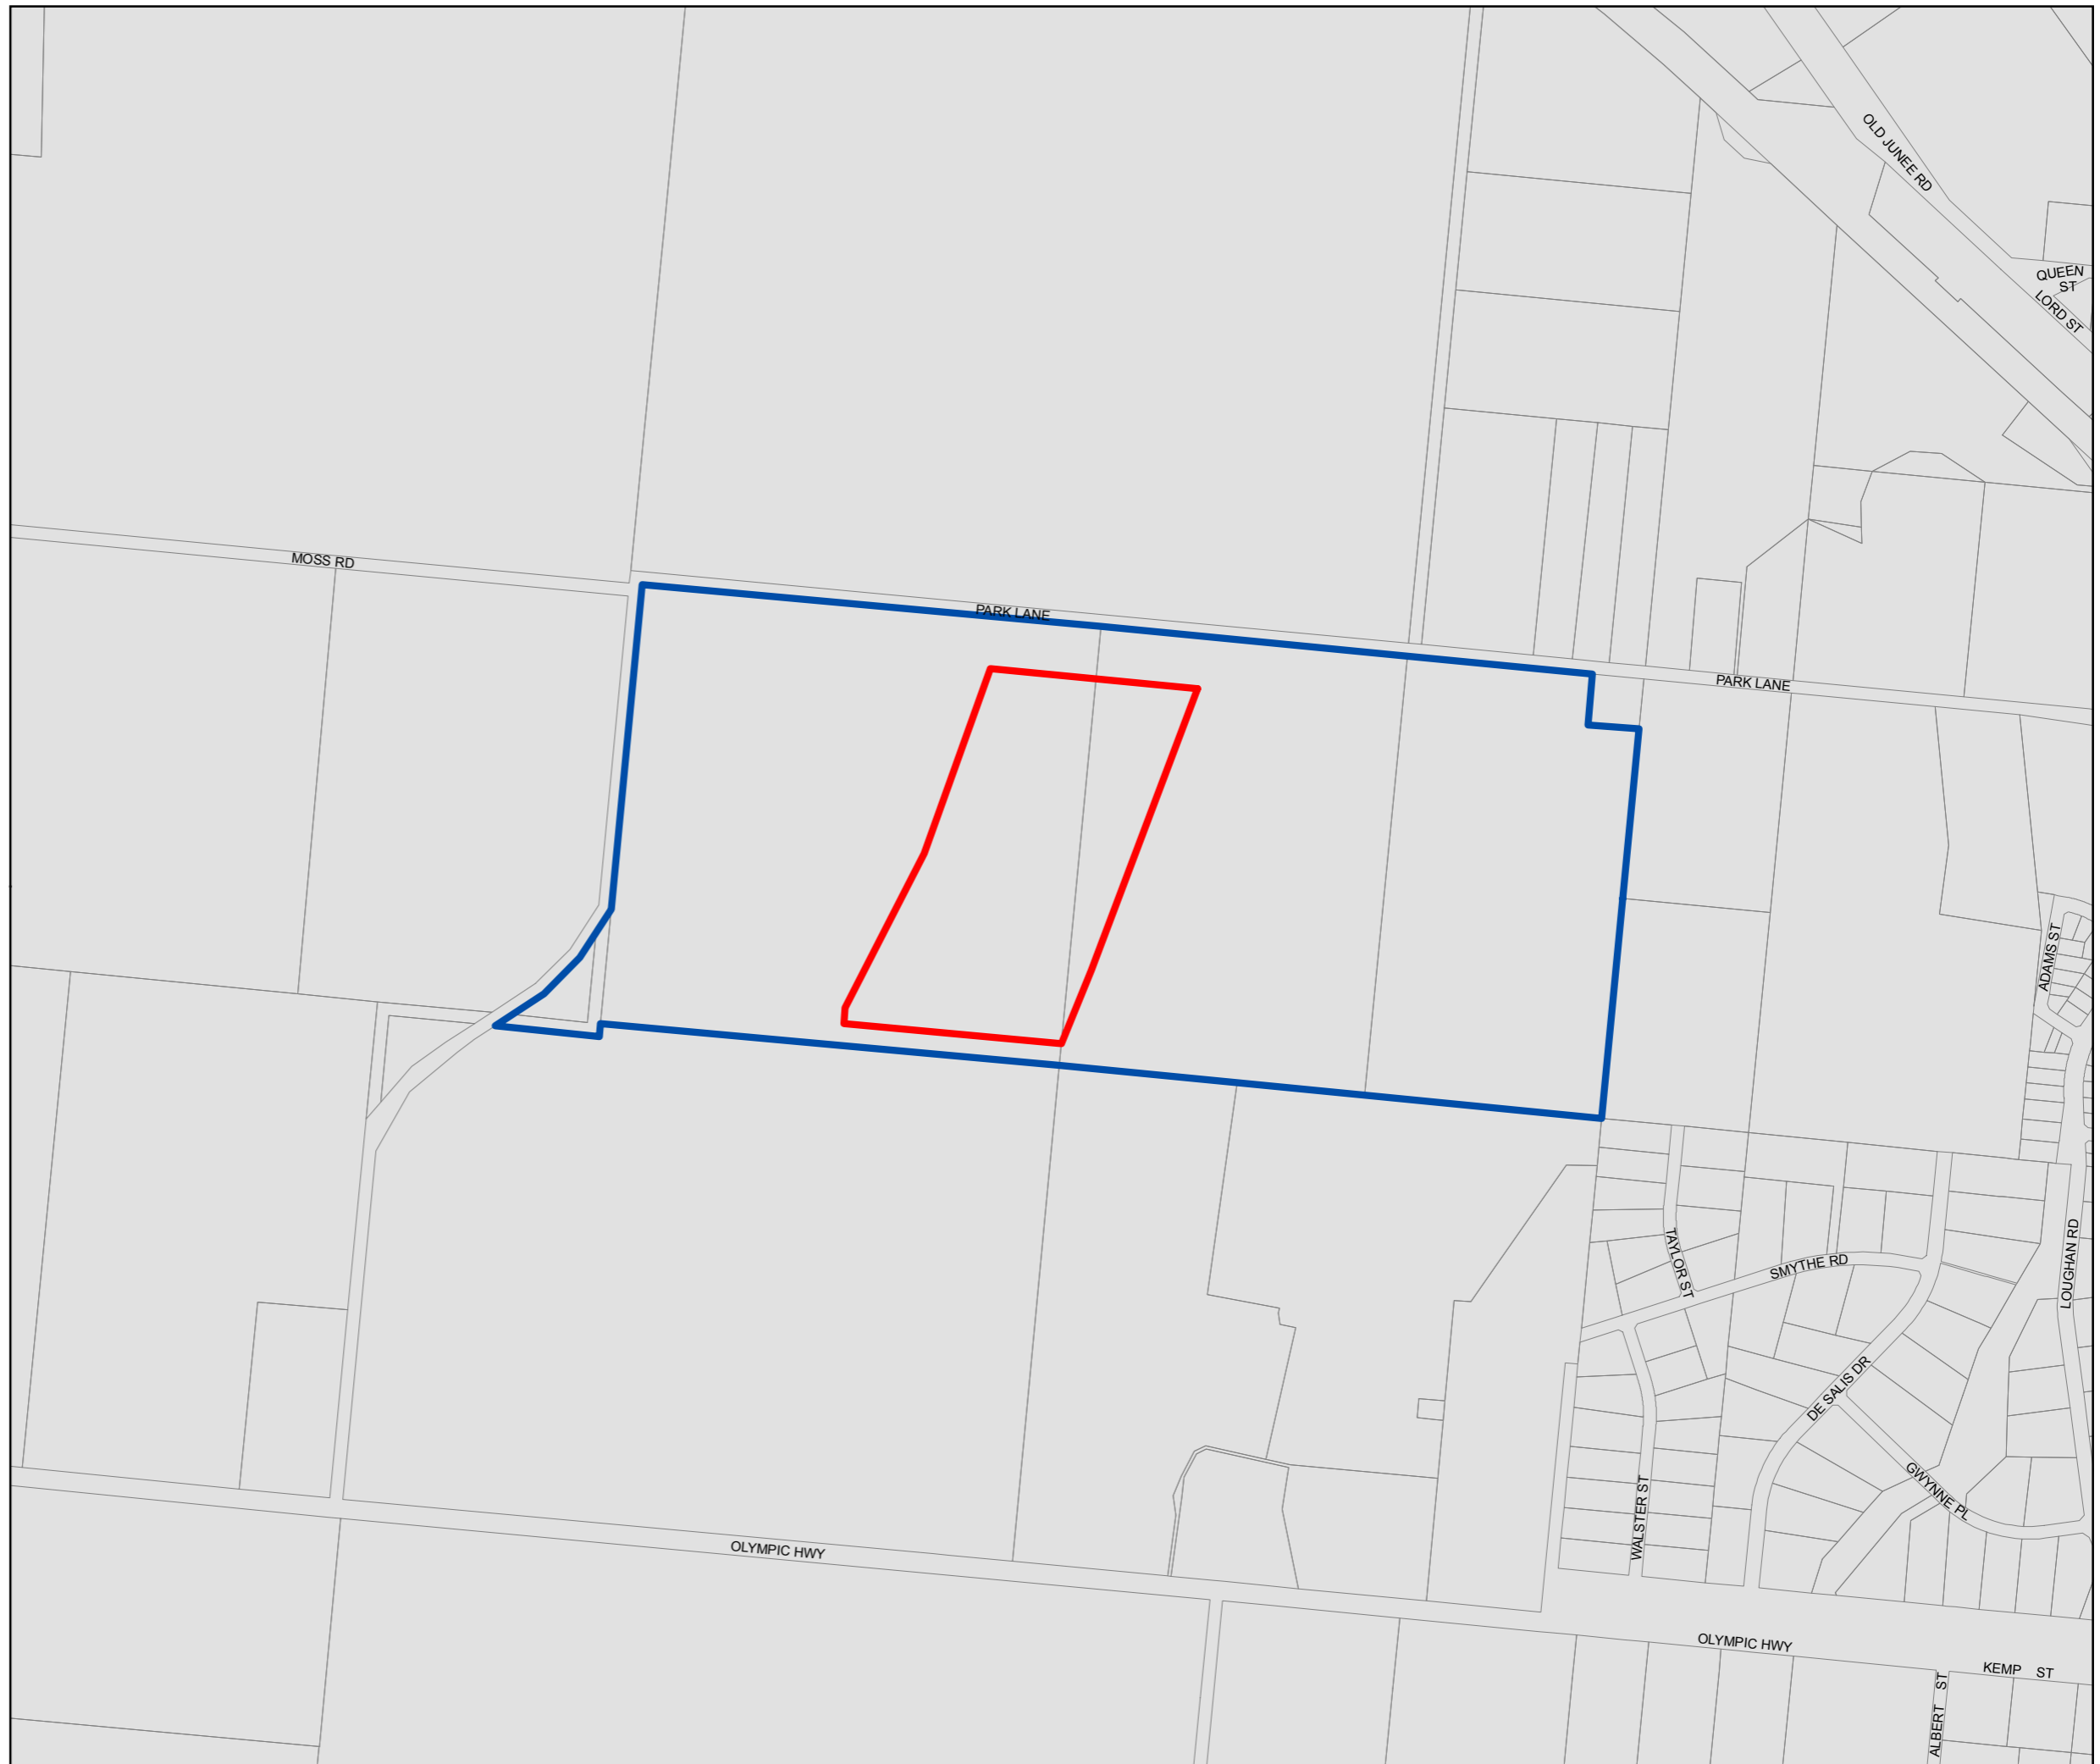 OLD JUNEE RD
QUEEN
ST
LORD ST
MOSS RD
PARK LANE
PARK LANE
ADAMS ST
TAYLOR ST
SMYTHE RD
LOUGHAN RD
DE SALIS DR
GWYNNE PL
WALSTER ST
OLYMPIC HWY
OLYMPIC HWY
KEMP ST
ALBERT ST